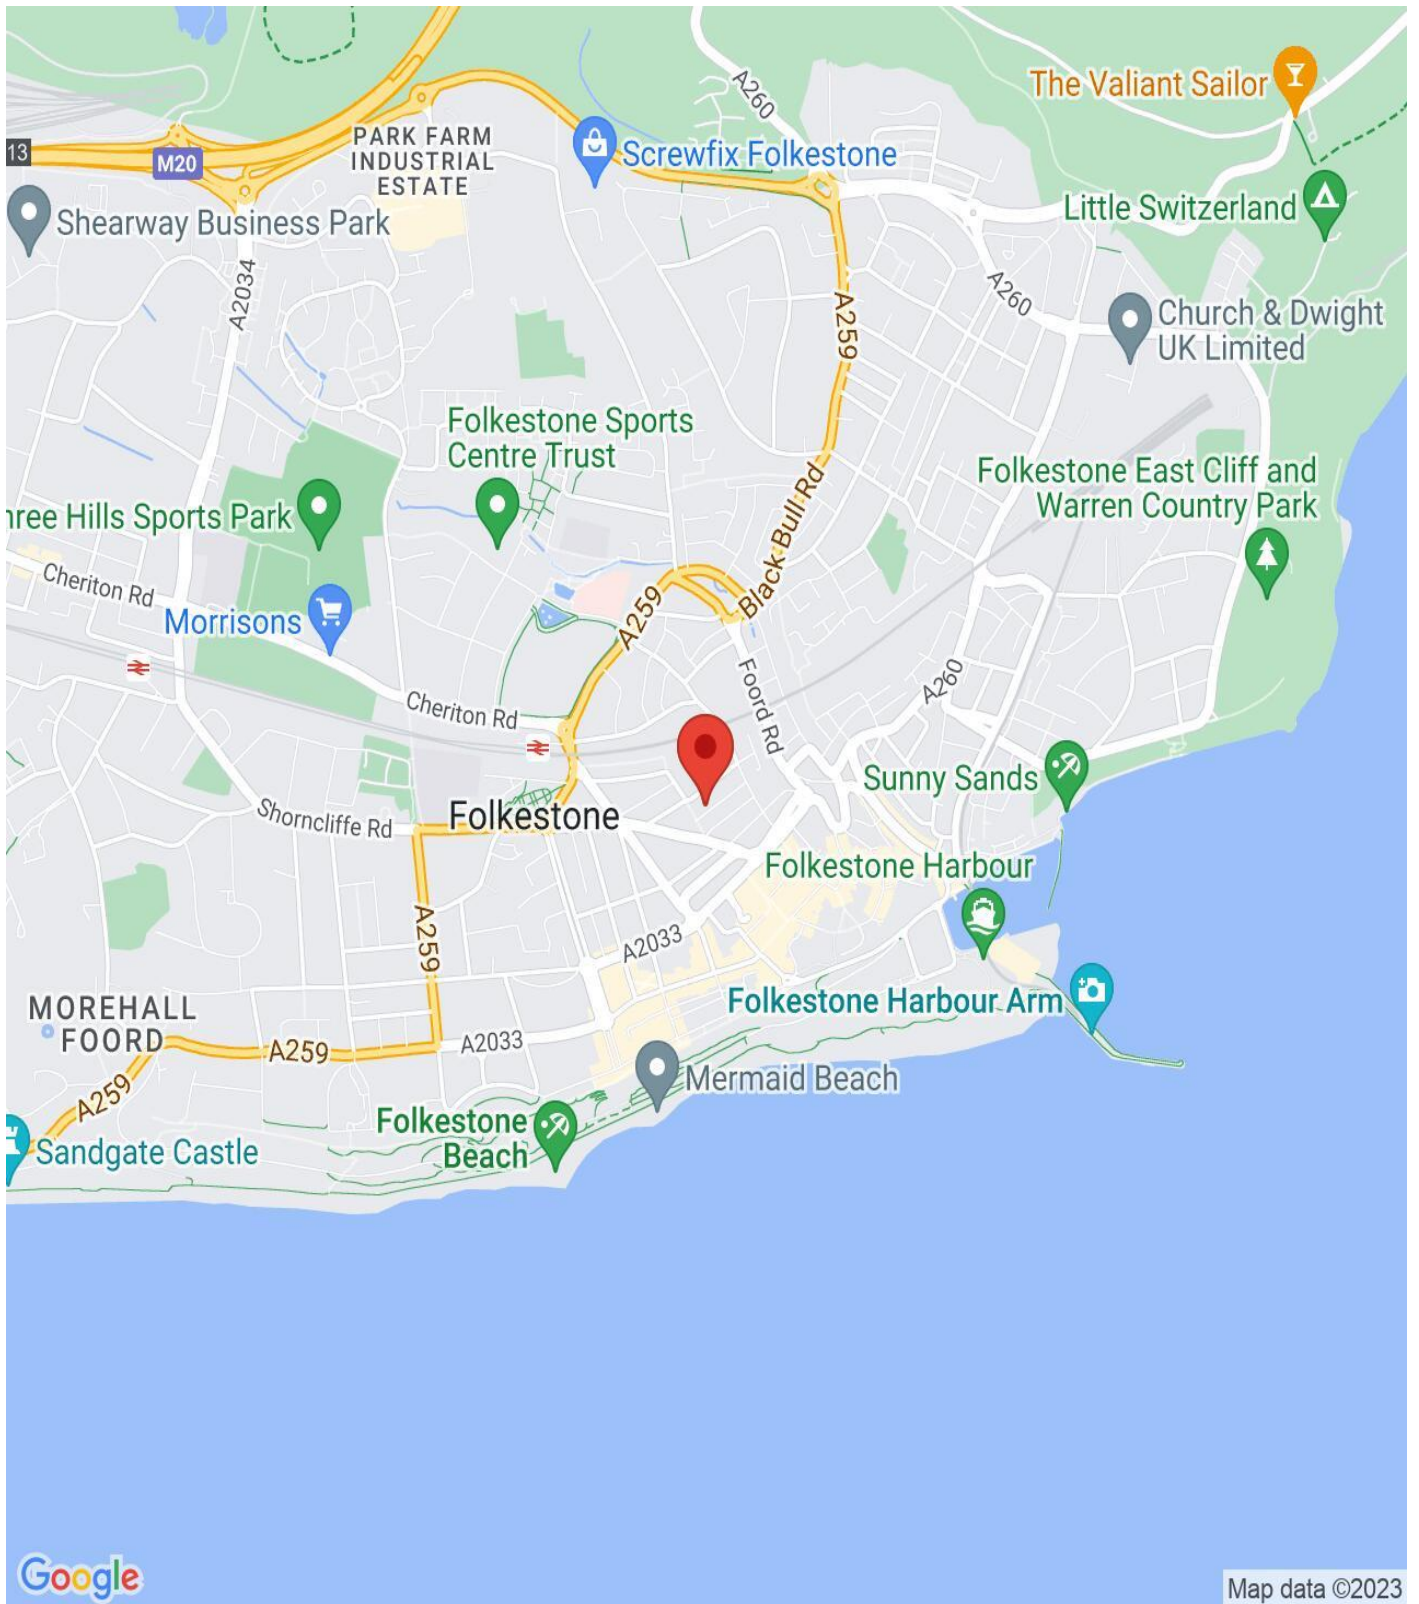 A260
The Valiant Sailor
PARK FARM
INDUSTRIAL
ESTATE
13
M20
Screwfix Folkestone
Little Switzerland
Shearway Business Park
A2034
A260
A259
Church & Dwight
UK Limited
Folkestone Sports
Centre Trust
Folkestone East Cliff and
Warren Country Park
hree Hills Sports Park
Black Bull Rd
Cheriton Rd
Morrisons
A259
Foord Rd
A260
Cheriton Rd
Sunny Sands
Shorncliffe Rd
Folkestone
Folkestone Harbour
A259
A2033
MOREHALL
FOORD
Folkestone Harbour Arm
A259
A2033
A259
Mermaid Beach
Folkestone
Beach
Sandgate Castle
Google
Map data ©2023